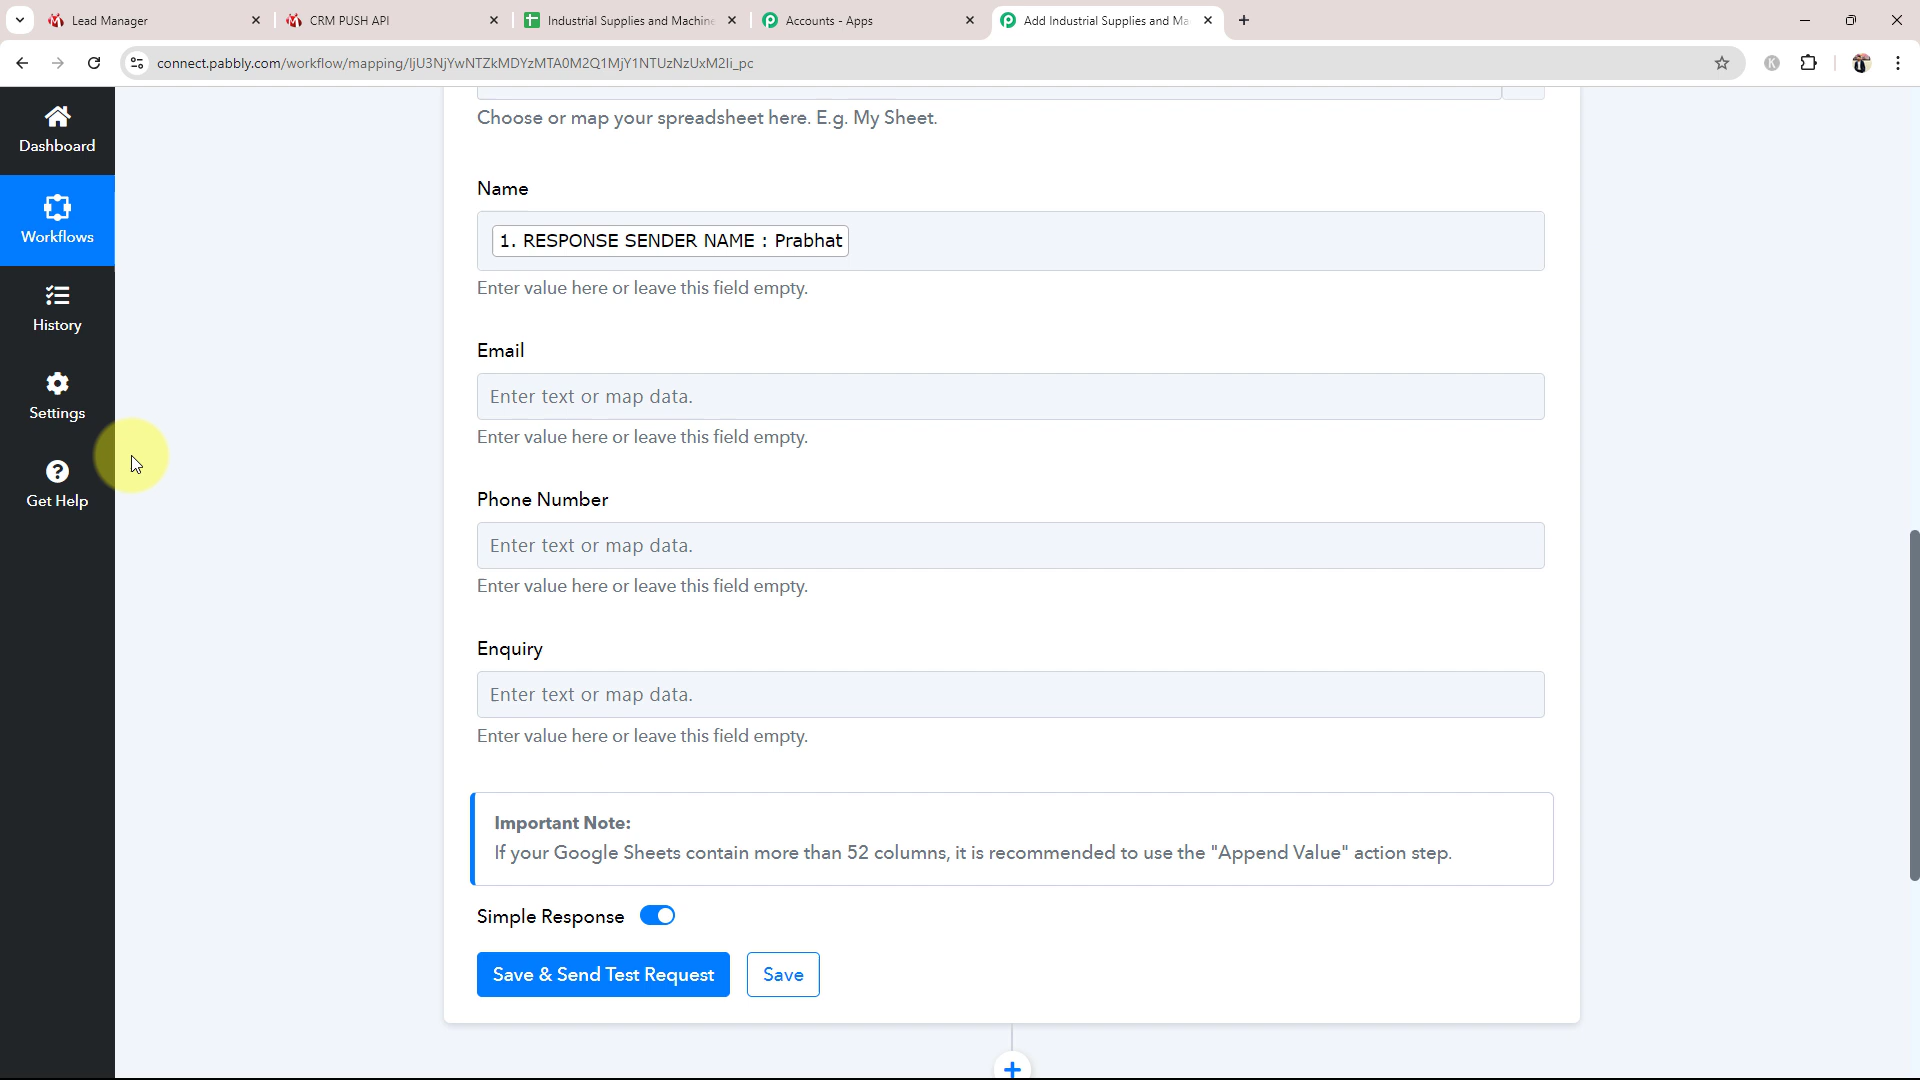 Lead Manager
CRM PUSH API
Industrial Supplies and Machine
Accounts - Apps
Add Industrial Supplies and Ma
connect.pabbly.com/workflow/mapping/IjU3NjYwNTZkMDYzMTA0M2Q1MjY1NTUzNzUxM2Ii_pc
K
Dashboard
Workflows
History
Settings
Get Help
Choose or map your spreadsheet here. E.g. My Sheet.
Name
1. RESPONSE SENDER NAME : Prabhat
Enter value here or leave this field empty.
Email
Enter text or map data.
Enter value here or leave this field empty.
Phone Number
Enter text or map data.
Enter value here or leave this field empty.
Enquiry
Enter text or map data.
Enter value here or leave this field empty.
Important Note:
If your Google Sheets contain more than 52 columns, it is recommended to use the "Append Value" action step.
Simple Response
Save & Send Test Request
Save